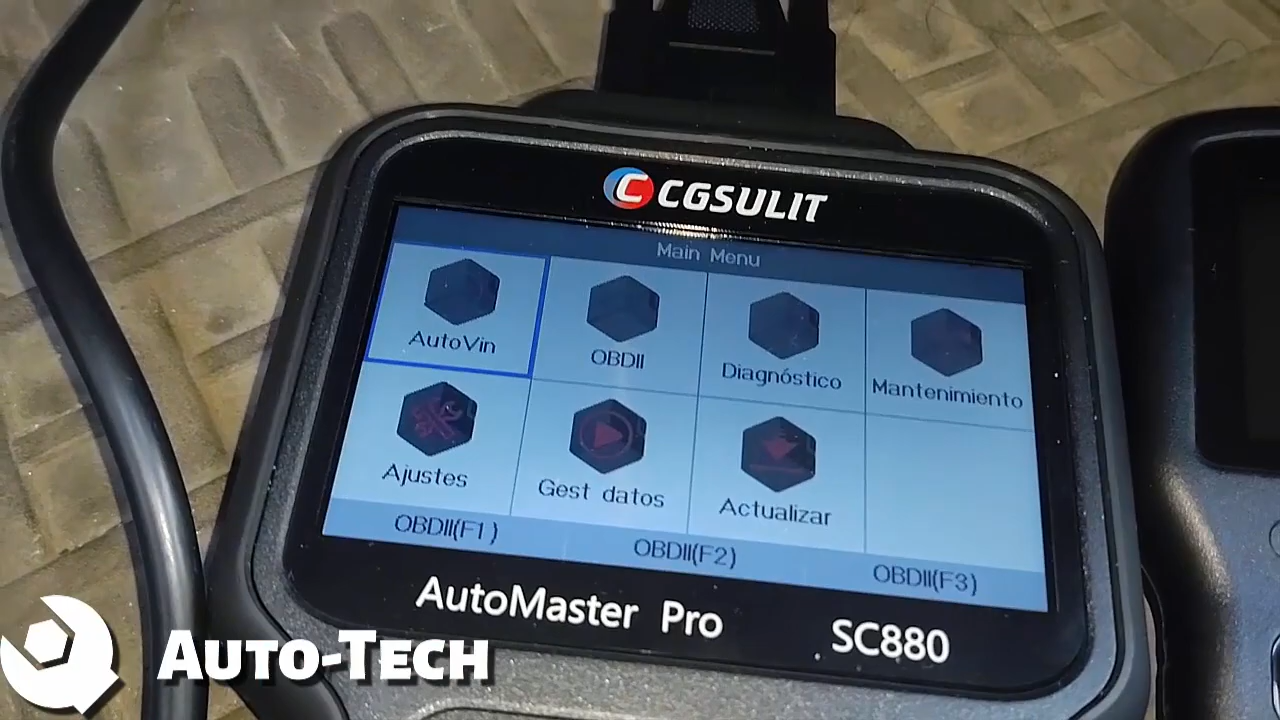 CGSULIT
Main Menu
AutoVin
OBDII
Diagnóstico
Mantenimiento
Ajustes
Gest datos
Actualizar
OBDII(F1)
OBDII(F2)
OBDII(F3)
AutoMaster Pro
SC880
AUTO-TECH